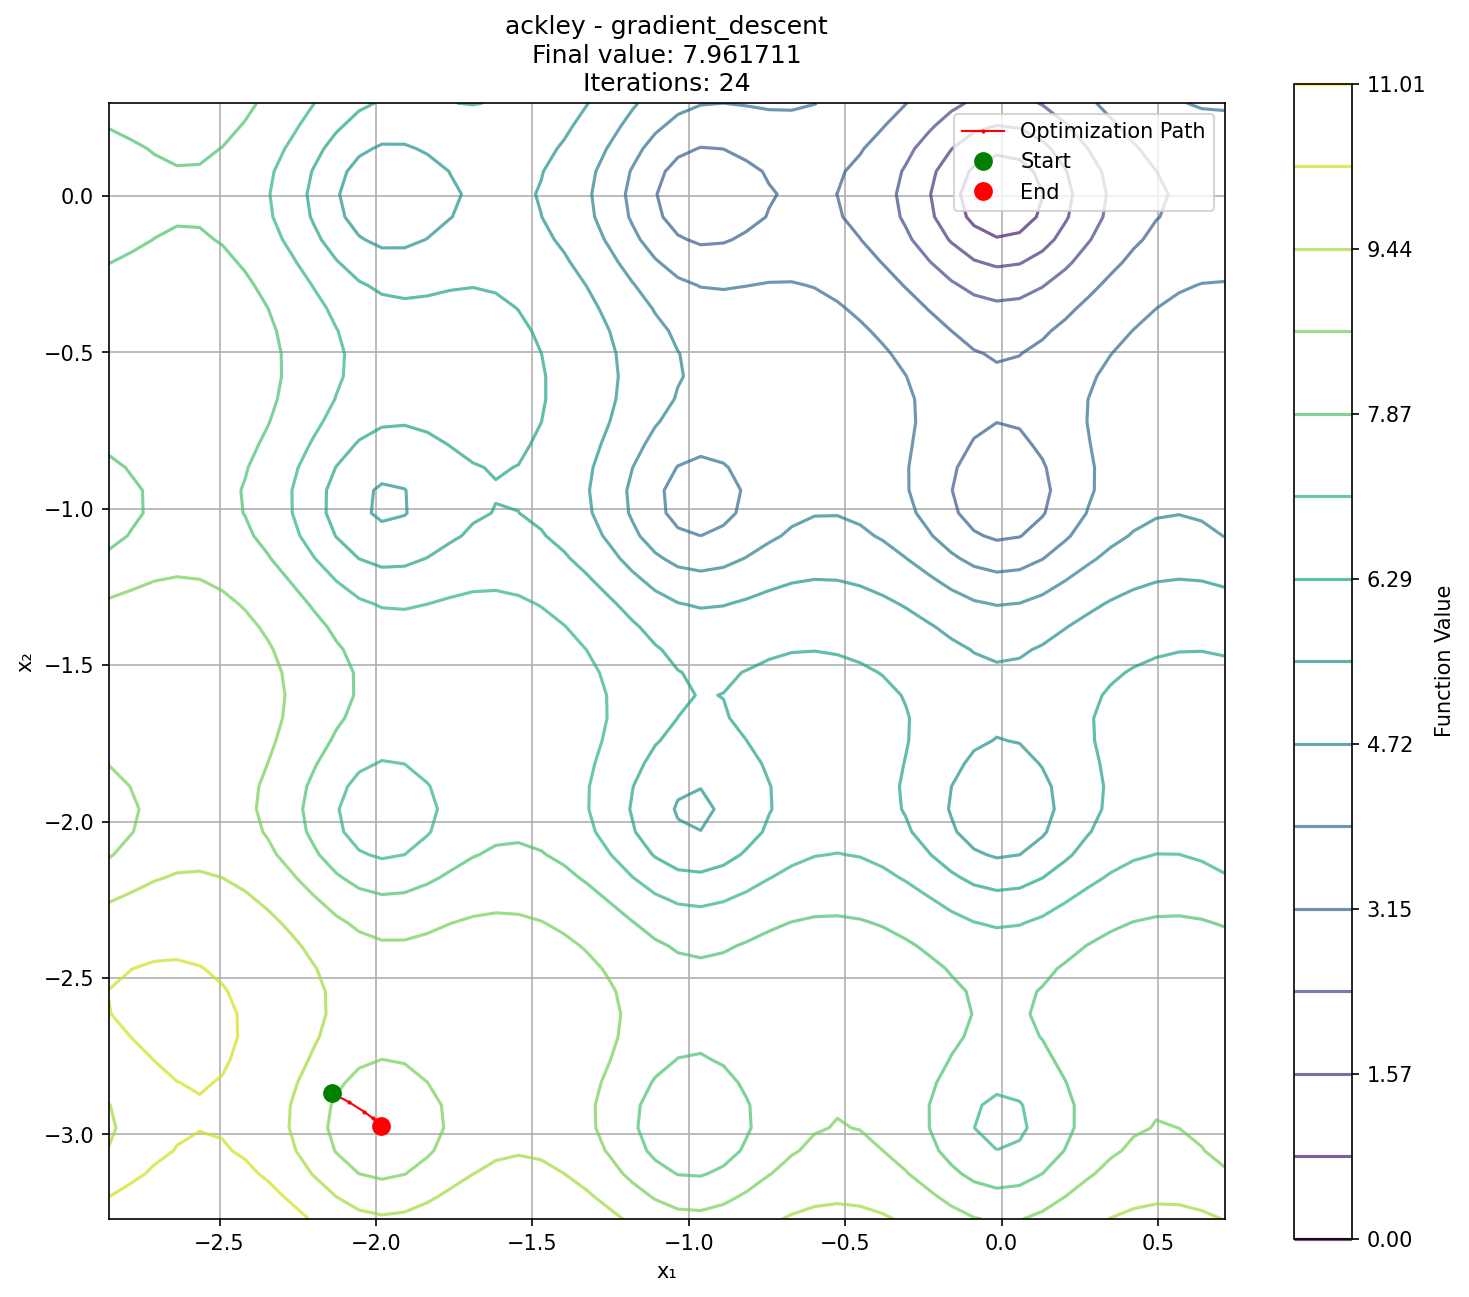 ackley - gradient_descent
Final value: 7.961711
Iterations: 24
Optimization Path
Start
End
0.0
−0.5
−1.0
−1.5
−2.0
−2.5
−3.0
x₂
−2.5
−2.0
−1.5
−1.0
−0.5
0.0
0.5
x₁
11.01
9.44
7.87
6.29
4.72
3.15
1.57
0.00
Function Value